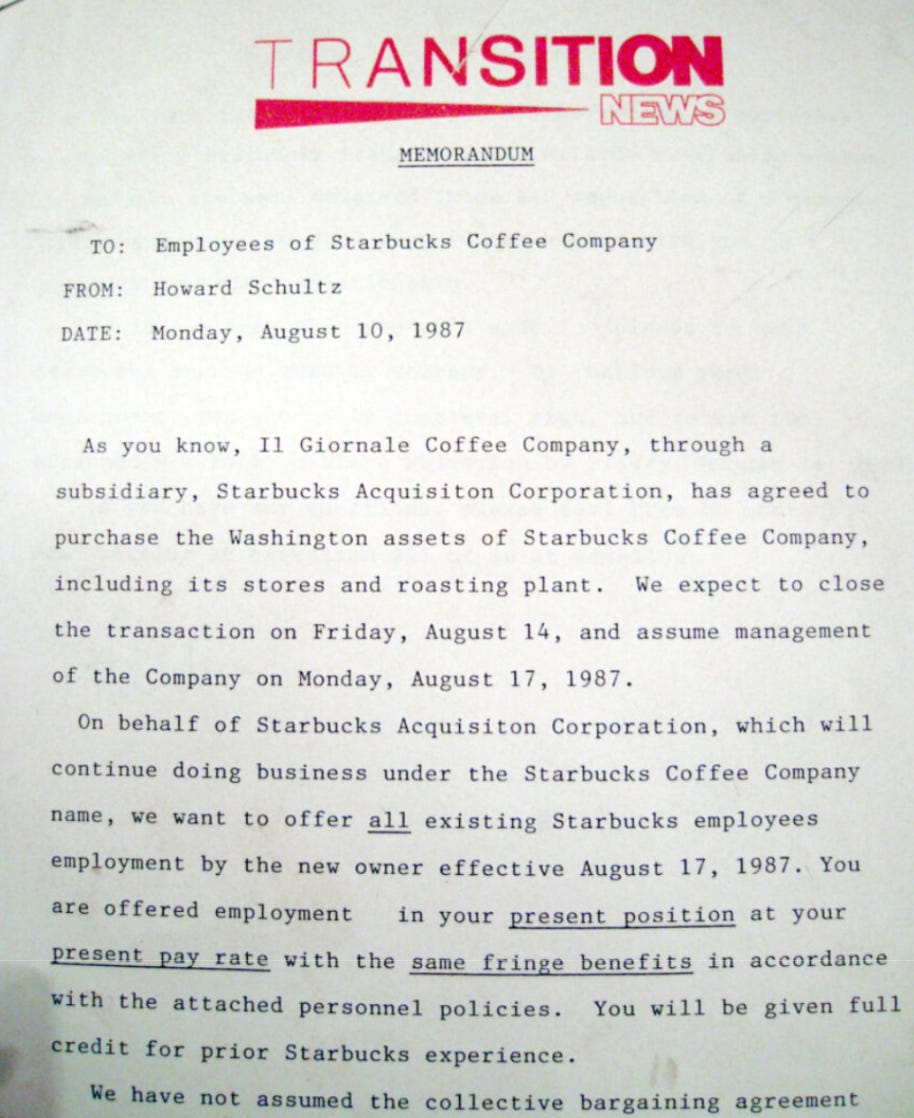 TRANSITION
NEWS
MEMORANDUM
TO: Employees of Starbucks Coffee Company
FROM: Howard Schultz
DATE: Monday, August 10, 1987
As you know, Il Giornale Coffee Company, through a
subsidiary, Starbucks Acquisiton Corporation, has agreed to
purchase the Washington assets of Starbucks Coffee Company,
including its stores and roasting plant. We expect to close
the transaction on Friday, August 14, and assume management
of the Company on Monday, August 17, 1987.
On behalf of Starbucks Acquisiton Corporation, which will
continue doing business under the Starbucks Coffee Company
name, we want to offer all existing Starbucks employees
employment by the new owner effective August 17, 1987. You
are offered employment in your present position at your
present pay rate with the same fringe benefits in accordance
with the attached personnel policies. You will be given full
credit for prior Starbucks experience.
We have not assumed the collective bargaining agreement